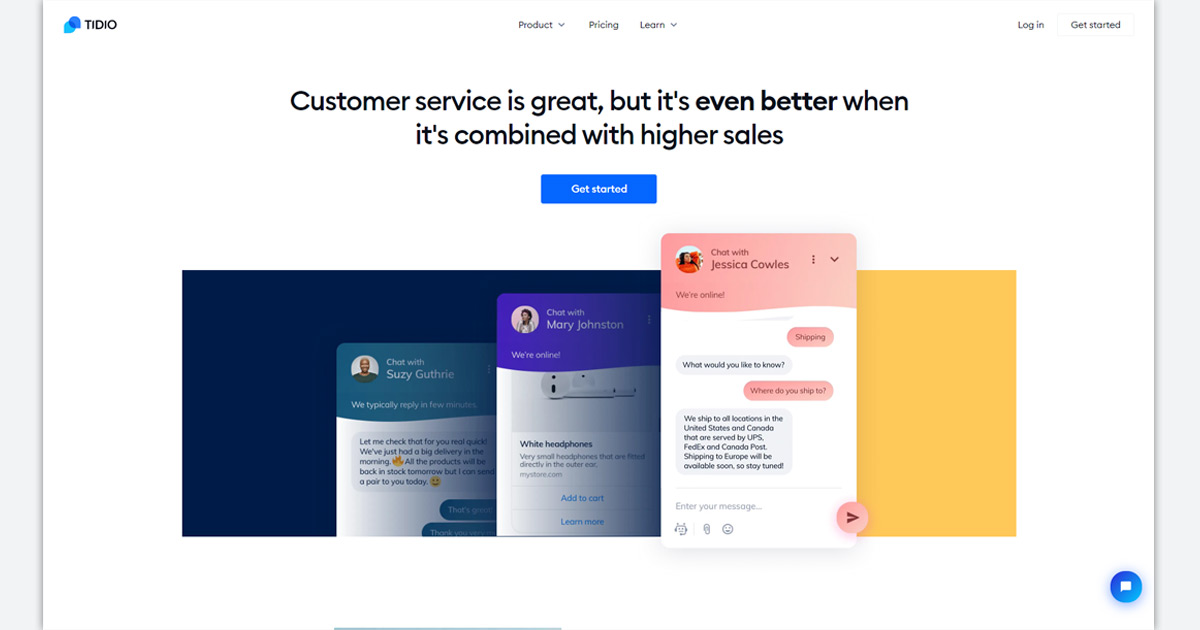 TIDIO
Product
Pricing
Learn
Log in
Get started
Customer service is great, but it's even better when
it's combined with higher sales
Get started
Chat with
Suzy Guthrie
We typically reply in few minutes.
Let me check that for you real quick!
We've just had a big delivery in the
morning.🔥All the products will be
back in stock tomorrow but I can send
a pair to you today. 😃
That's great
Thank you very
Chat with
Mary Johnston
We're online!
White headphones
Very small headphones that are fitted
directly in the outer ear.
mystore.com
Add to cart
Learn more
Chat with
Jessica Cowles
We're online!
Shipping
What would you like to know?
Where do you ship to?
We ship to all locations in the
United States and Canada
that are served by UPS,
FedEx and Canada Post.
Shipping to Europe will be
available soon, so stay tuned!
Enter your message...